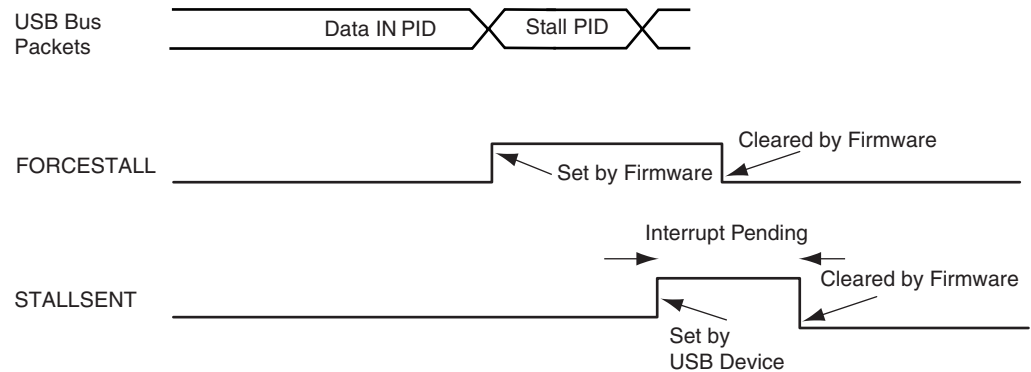 USB Bus
Packets
Data IN PID
Stall PID
FORCESTALL
Set by Firmware
Cleared by Firmware
Interrupt Pending
STALLSENT
Set by
USB Device
Cleared by Firmware